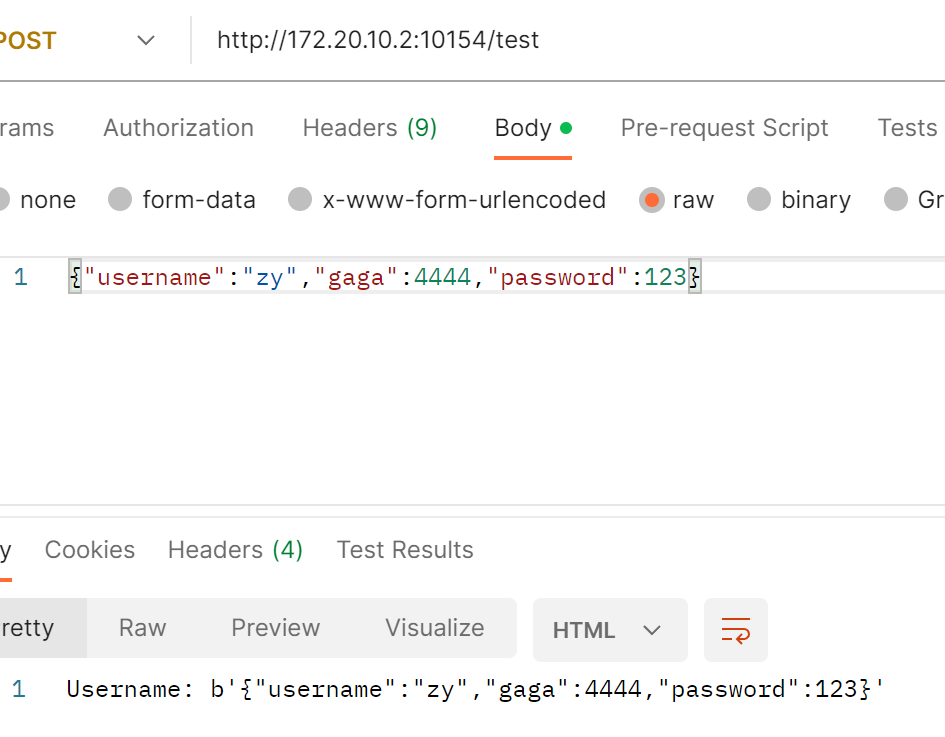 POST http://172.20.10.2:10154/test
rams Authorization Headers (9) Body Pre-request Script Tests
none form-data x-www-form-urlencoded raw binary Gr
1 {"username":"zy","gaga":4444,"password":123}
y Cookies Headers (4) Test Results
retty Raw Preview Visualize HTML
1 Username: b'{"username":"zy","gaga":4444,"password":123}'